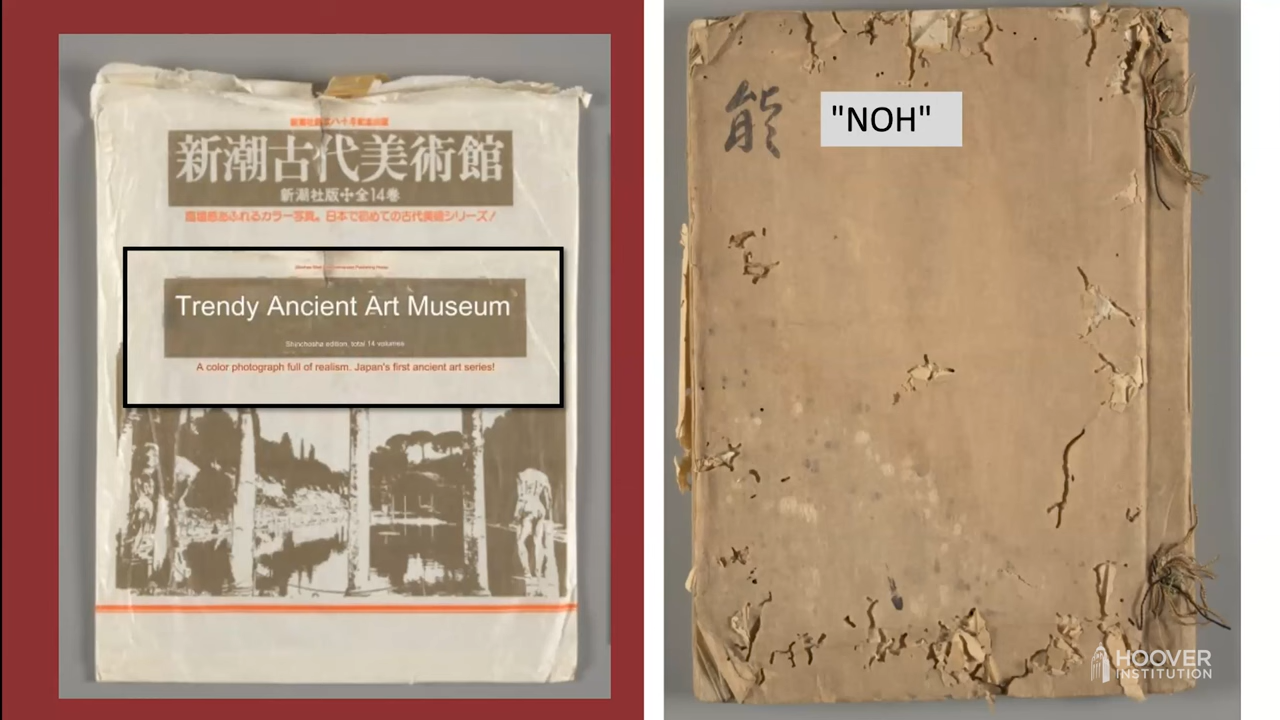 新潮古代美術館
新潮社版✣全14巻
臨場感あふれるカラー写真。日本で初めての古代美術シリーズ!
Trendy Ancient Art Museum
Shinchosha edition, total 14 volumes
A color photograph full of realism. Japan's first ancient art series!
能
"NOH"
HOOVER
INSTITUTION